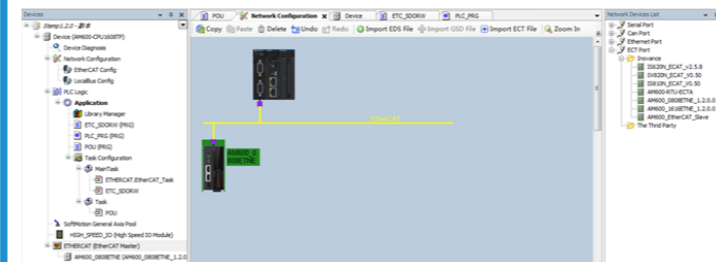 Devices
3tamp1.2.0 - 副本
Device (AM600-CPU1608TP)
Device Diagnosis
Network Configuration
EtherCAT Config
LocalBus Config
PLC Logic
Application
Library Manager
ETC_SDORW (PRG)
PLC_PRG (PRG)
POU (PRG)
Task Configuration
MainTask
ETHERCAT.EtherCAT_Task
ETC_SDORW
Task
POU
SoftMotion General Axis Pool
HIGH_SPEED_IO (High Speed IO Module)
ETHERCAT (EtherCAT Master)
AM600_0808ETNE (AM600_0808ETNE_1.2.0
POU Network Configuration x Device ETC_SDORW PLC_PRG
Copy Paste Delete Undo Redo Import EDS File Import GSD File Import ECT File Zoom In
EtherCAT
AM600_0
808ETNE
Network Devices List
Serial Port
Can Port
Ethernet Port
ECT Port
Inovance
IS620N_ECAT_v2.5.8
SV820N_ECAT_V0.50
IS810N_ECAT_V0.50
AM600-RTU-ECTA
AM600_0808ETNE_1.2.0.0
AM600_1616ETNE_1.2.0.0
AM600_EtherCAT_Slave
The Third Party